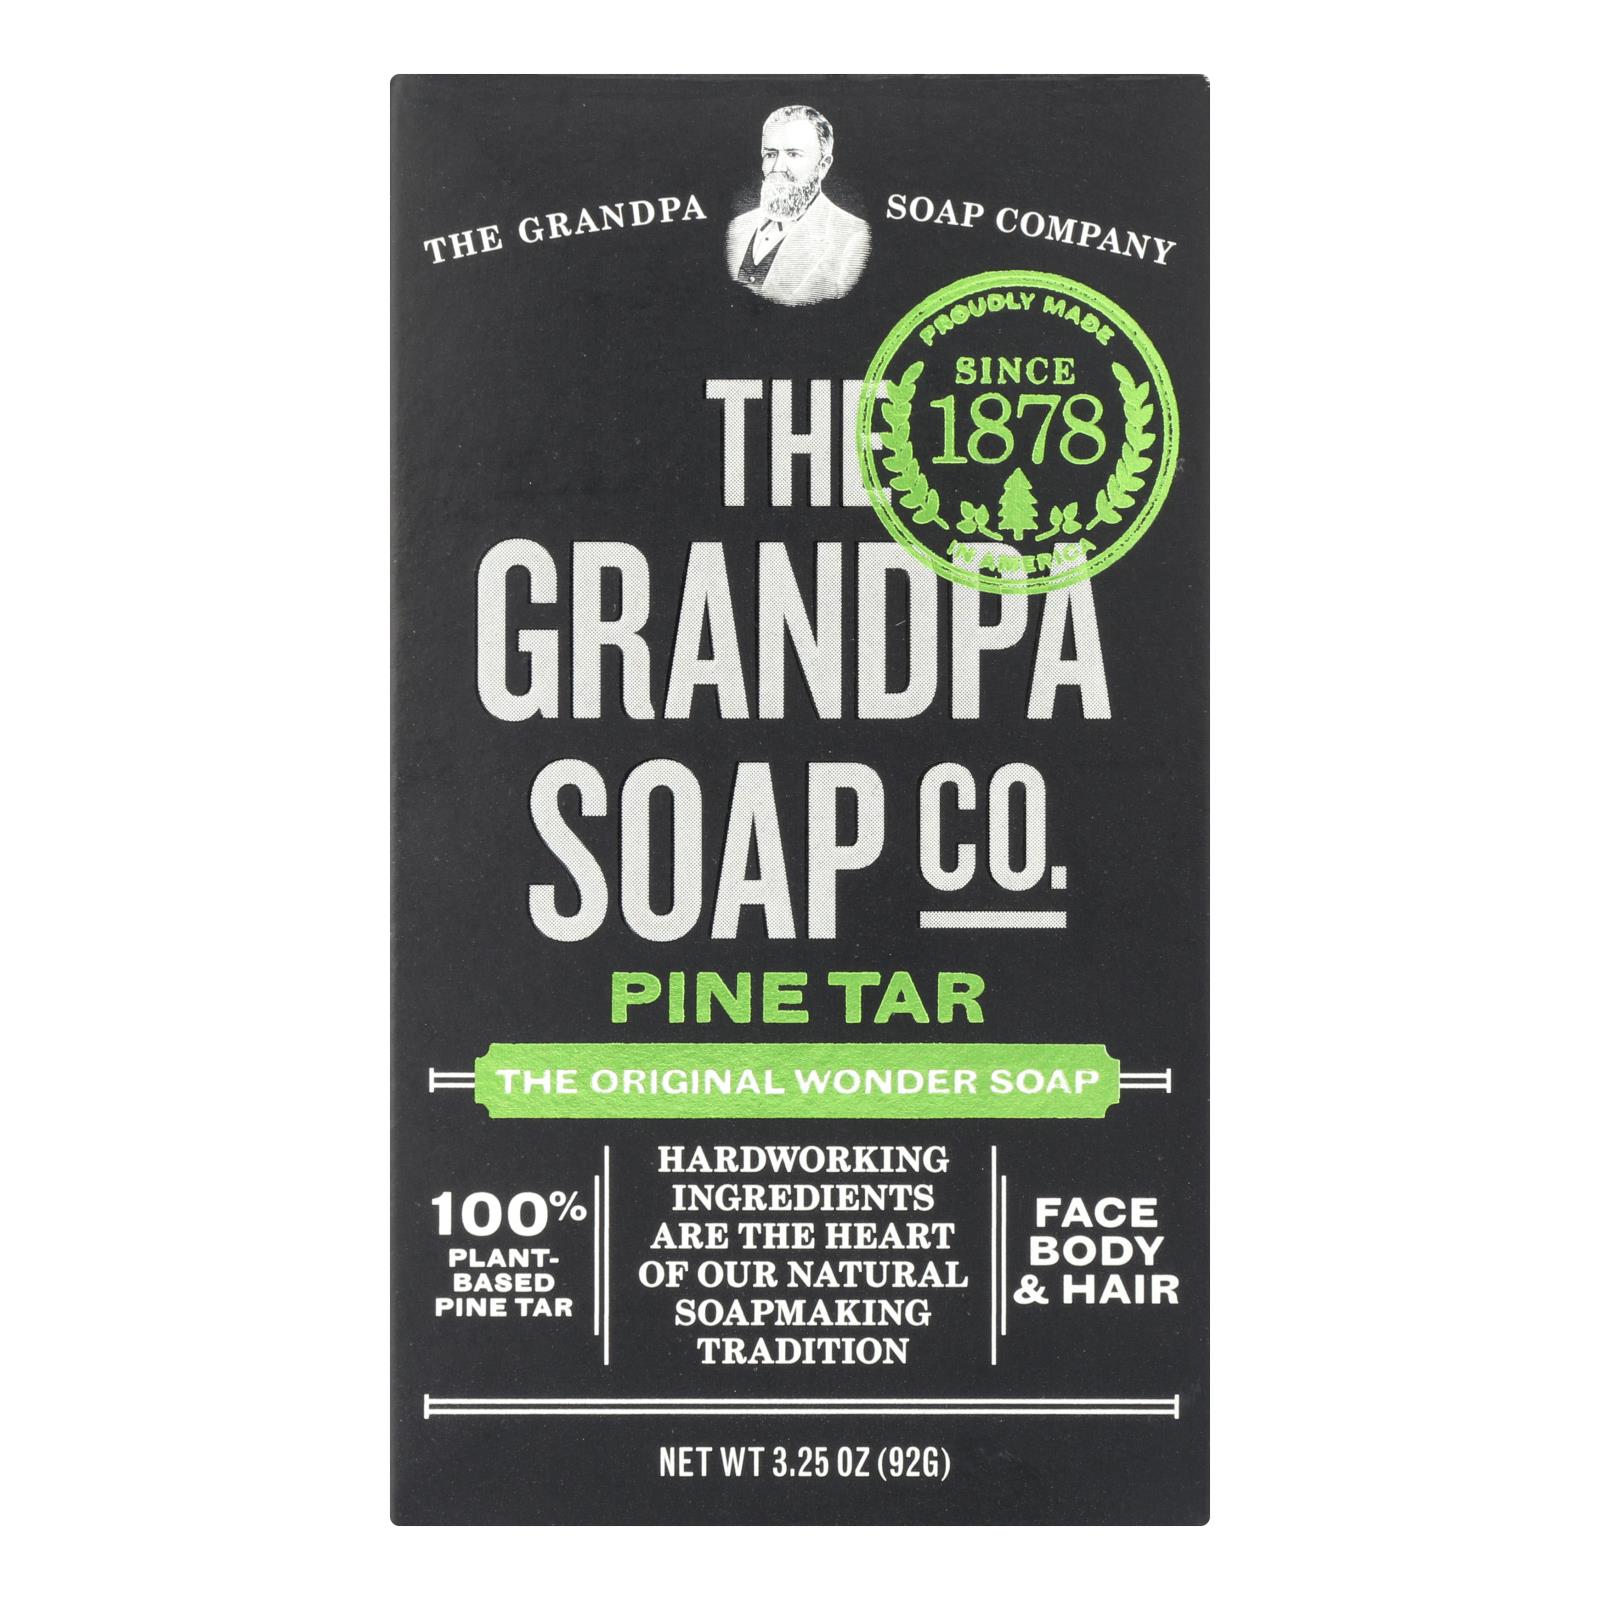 THE GRANDPA SOAP COMPANY
PROUDLY MADE
SINCE
1878
IN AMERICA
THE
GRANDPA
SOAP CO.
PINE TAR
THE ORIGINAL WONDER SOAP
100%
PLANT-
BASED
PINE TAR
HARDWORKING
INGREDIENTS
ARE THE HEART
OF OUR NATURAL
SOAPMAKING
TRADITION
FACE
BODY
& HAIR
NET WT 3.25 OZ (92G)